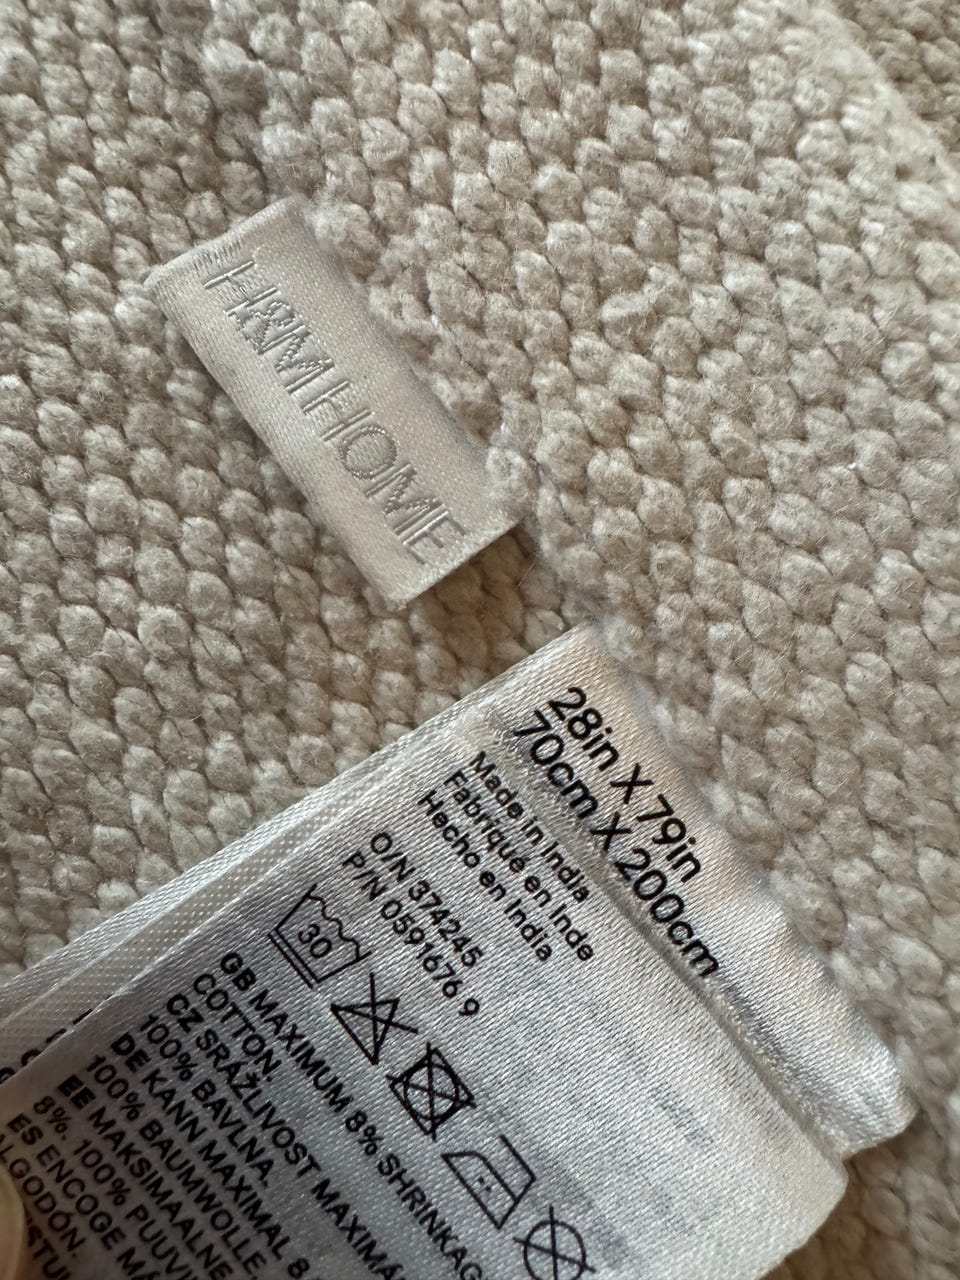 H&M HOME
28in X 79in
70cm X 200cm
Made in India
Fabriqué en Inde
Hecho en India
O/N 374245
P/N 0591676 9
30
GB MAXIMUM 8% SHRINKAG
COTTON.
CZ SRÁŽLIVOST MAXIMÁ
100% BAVLNA.
DE KANN MAXIMAL 8
100% BAUMWOLLE
EE MAKSIMAALNE
8%. 100% PUUVI
ES ENCOGE MÁ
ALGODÓN.